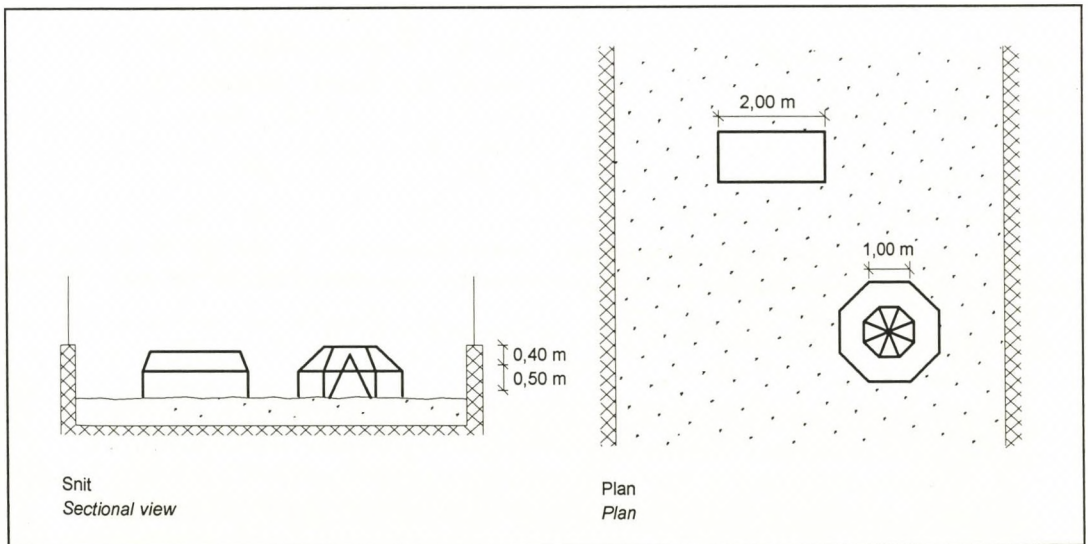 2,00 m
1,00 m
0,40 m
0,50 m
Snit
Sectional view
Plan
Plan